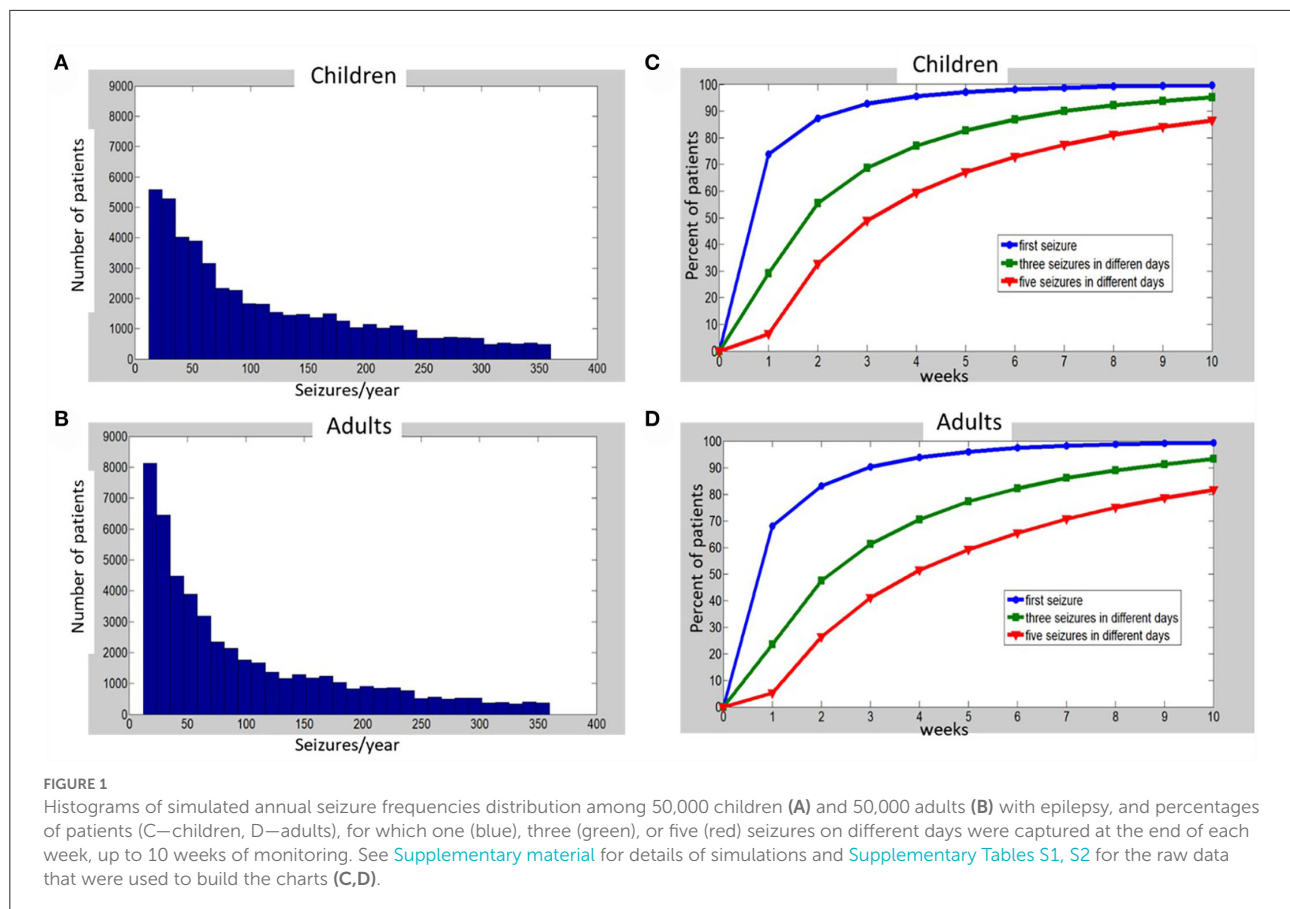 A
Children
Number of patients
9000
8000
7000
6000
5000
4000
3000
2000
1000
0
0 50 100 150 200 250 300 350 400
Seizures/year
B
Adults
Number of patients
9000
8000
7000
6000
5000
4000
3000
2000
1000
0
0 50 100 150 200 250 300 350 400
Seizures/year
C
Children
Percent of patients
100
90
80
70
60
50
40
30
20
10
0
first seizure
three seizures in differen days
five seizures in different days
0 1 2 3 4 5 6 7 8 9 10
weeks
D
Adults
Percent of patients
100
90
80
70
60
50
40
30
20
10
0
first seizure
three seizures in different days
five seizures in different days
0 1 2 3 4 5 6 7 8 9 10
weeks
FIGURE 1
Histograms of simulated annual seizure frequencies distribution among 50,000 children (A) and 50,000 adults (B) with epilepsy, and percentages
of patients (C—children, D—adults), for which one (blue), three (green), or five (red) seizures on different days were captured at the end of each
week, up to 10 weeks of monitoring. See Supplementary material for details of simulations and Supplementary Tables S1, S2 for the raw data
that were used to build the charts (C,D).